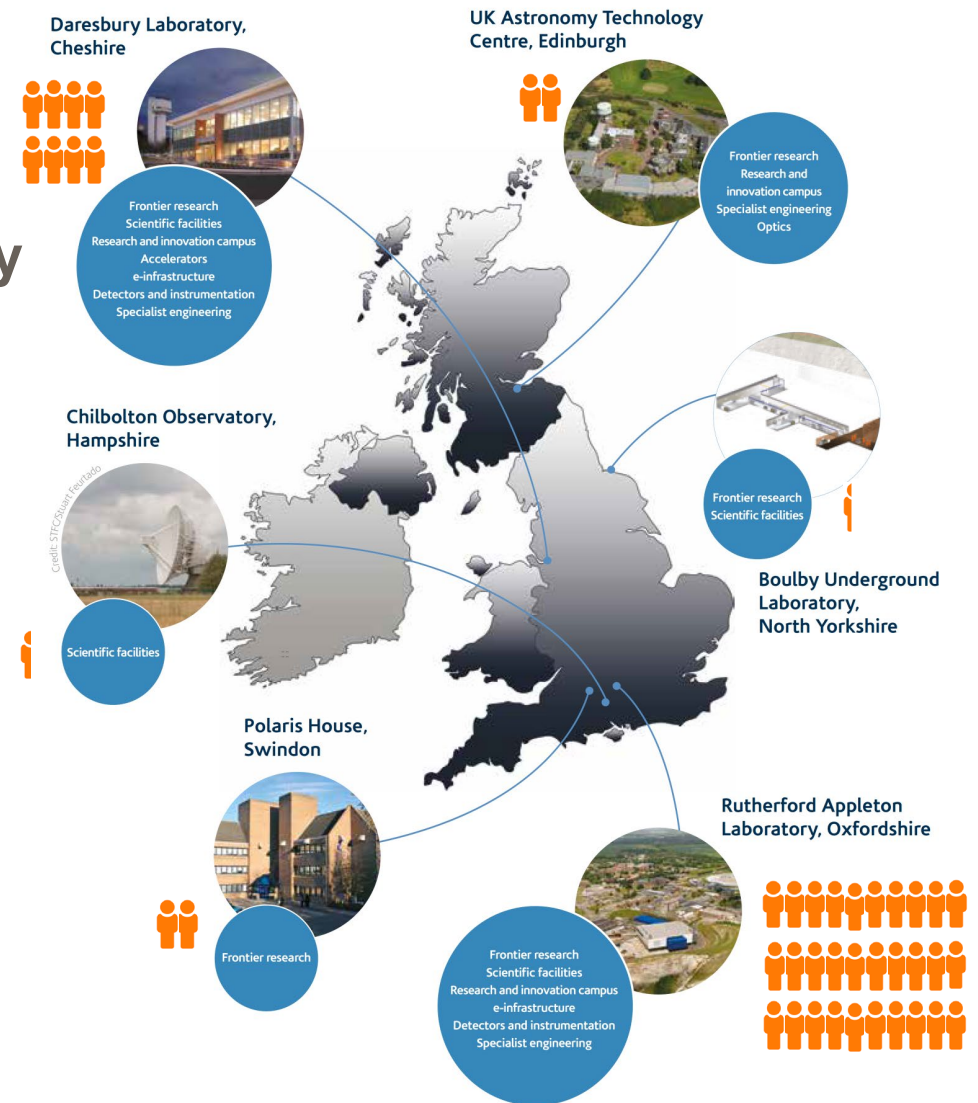 Daresbury Laboratory,
Cheshire
Frontier research
Scientific facilities
Research and innovation campus
Accelerators
e-infrastructure
Detectors and instrumentation
Specialist engineering
UK Astronomy Technology
Centre, Edinburgh
Frontier research
Research and
innovation campus
Specialist engineering
Optics
y
Chilbolton Observatory,
Hampshire
Credit: STFC/Stuart Feurtado
Scientific facilities
Frontier research
Scientific facilities
Boulby Underground
Laboratory,
North Yorkshire
Polaris House,
Swindon
Frontier research
Rutherford Appleton
Laboratory, Oxfordshire
Frontier research
Scientific facilities
Research and innovation campus
e-infrastructure
Detectors and instrumentation
Specialist engineering